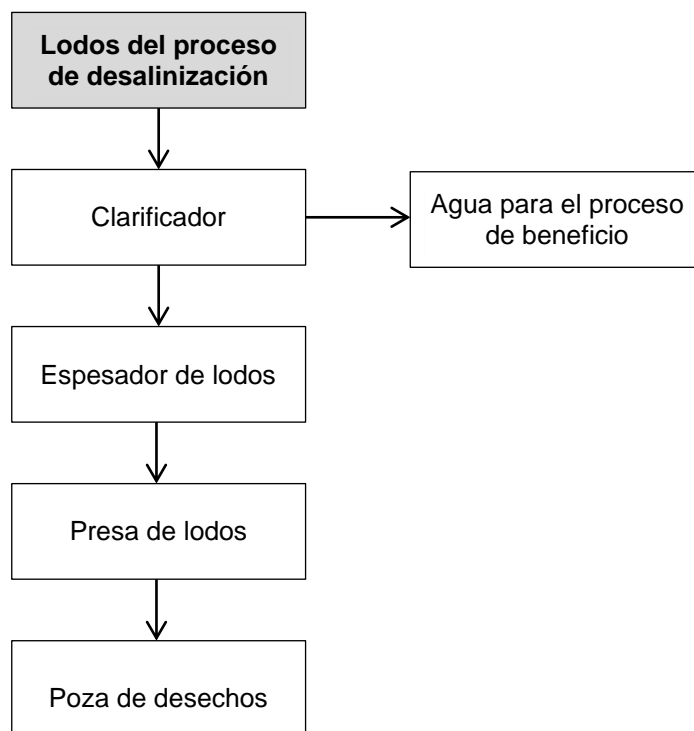 Lodos del proceso
de desalinización
Clarificador
Agua para el proceso
de beneficio
Espesador de lodos
Presa de lodos
Poza de desechos